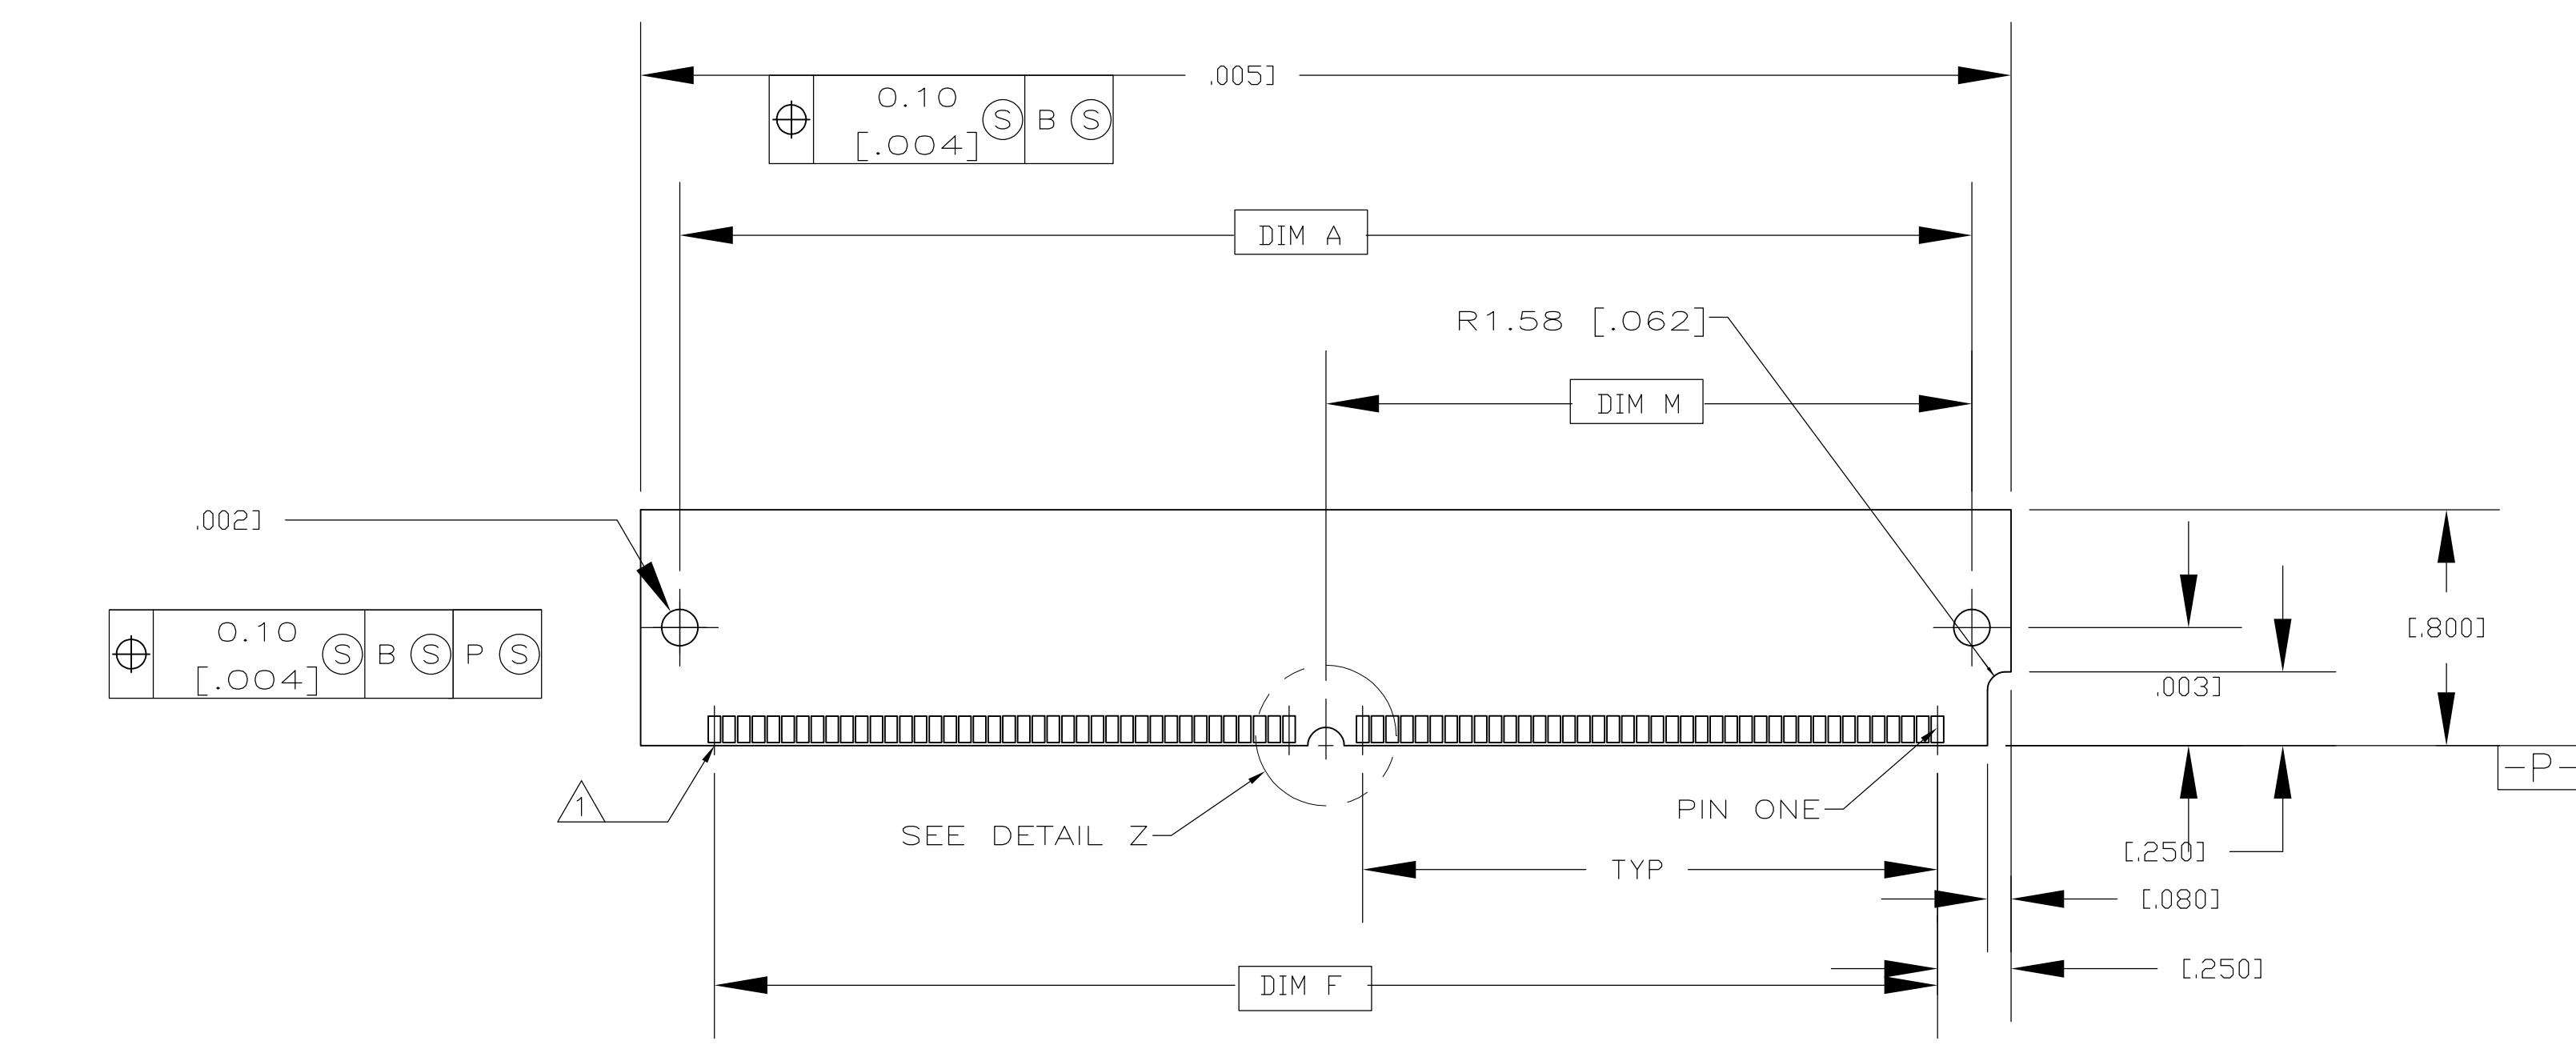 .005]
0.10
[.004] Ⓢ B Ⓢ
DIM A
R1.58 [.062]
DIM M
.002]
0.10
[.004] Ⓢ B Ⓢ P Ⓢ
[.800]
.003]
-P-
1
PIN ONE
SEE DETAIL Z
[.250]
TYP
[.080]
[.250]
DIM F